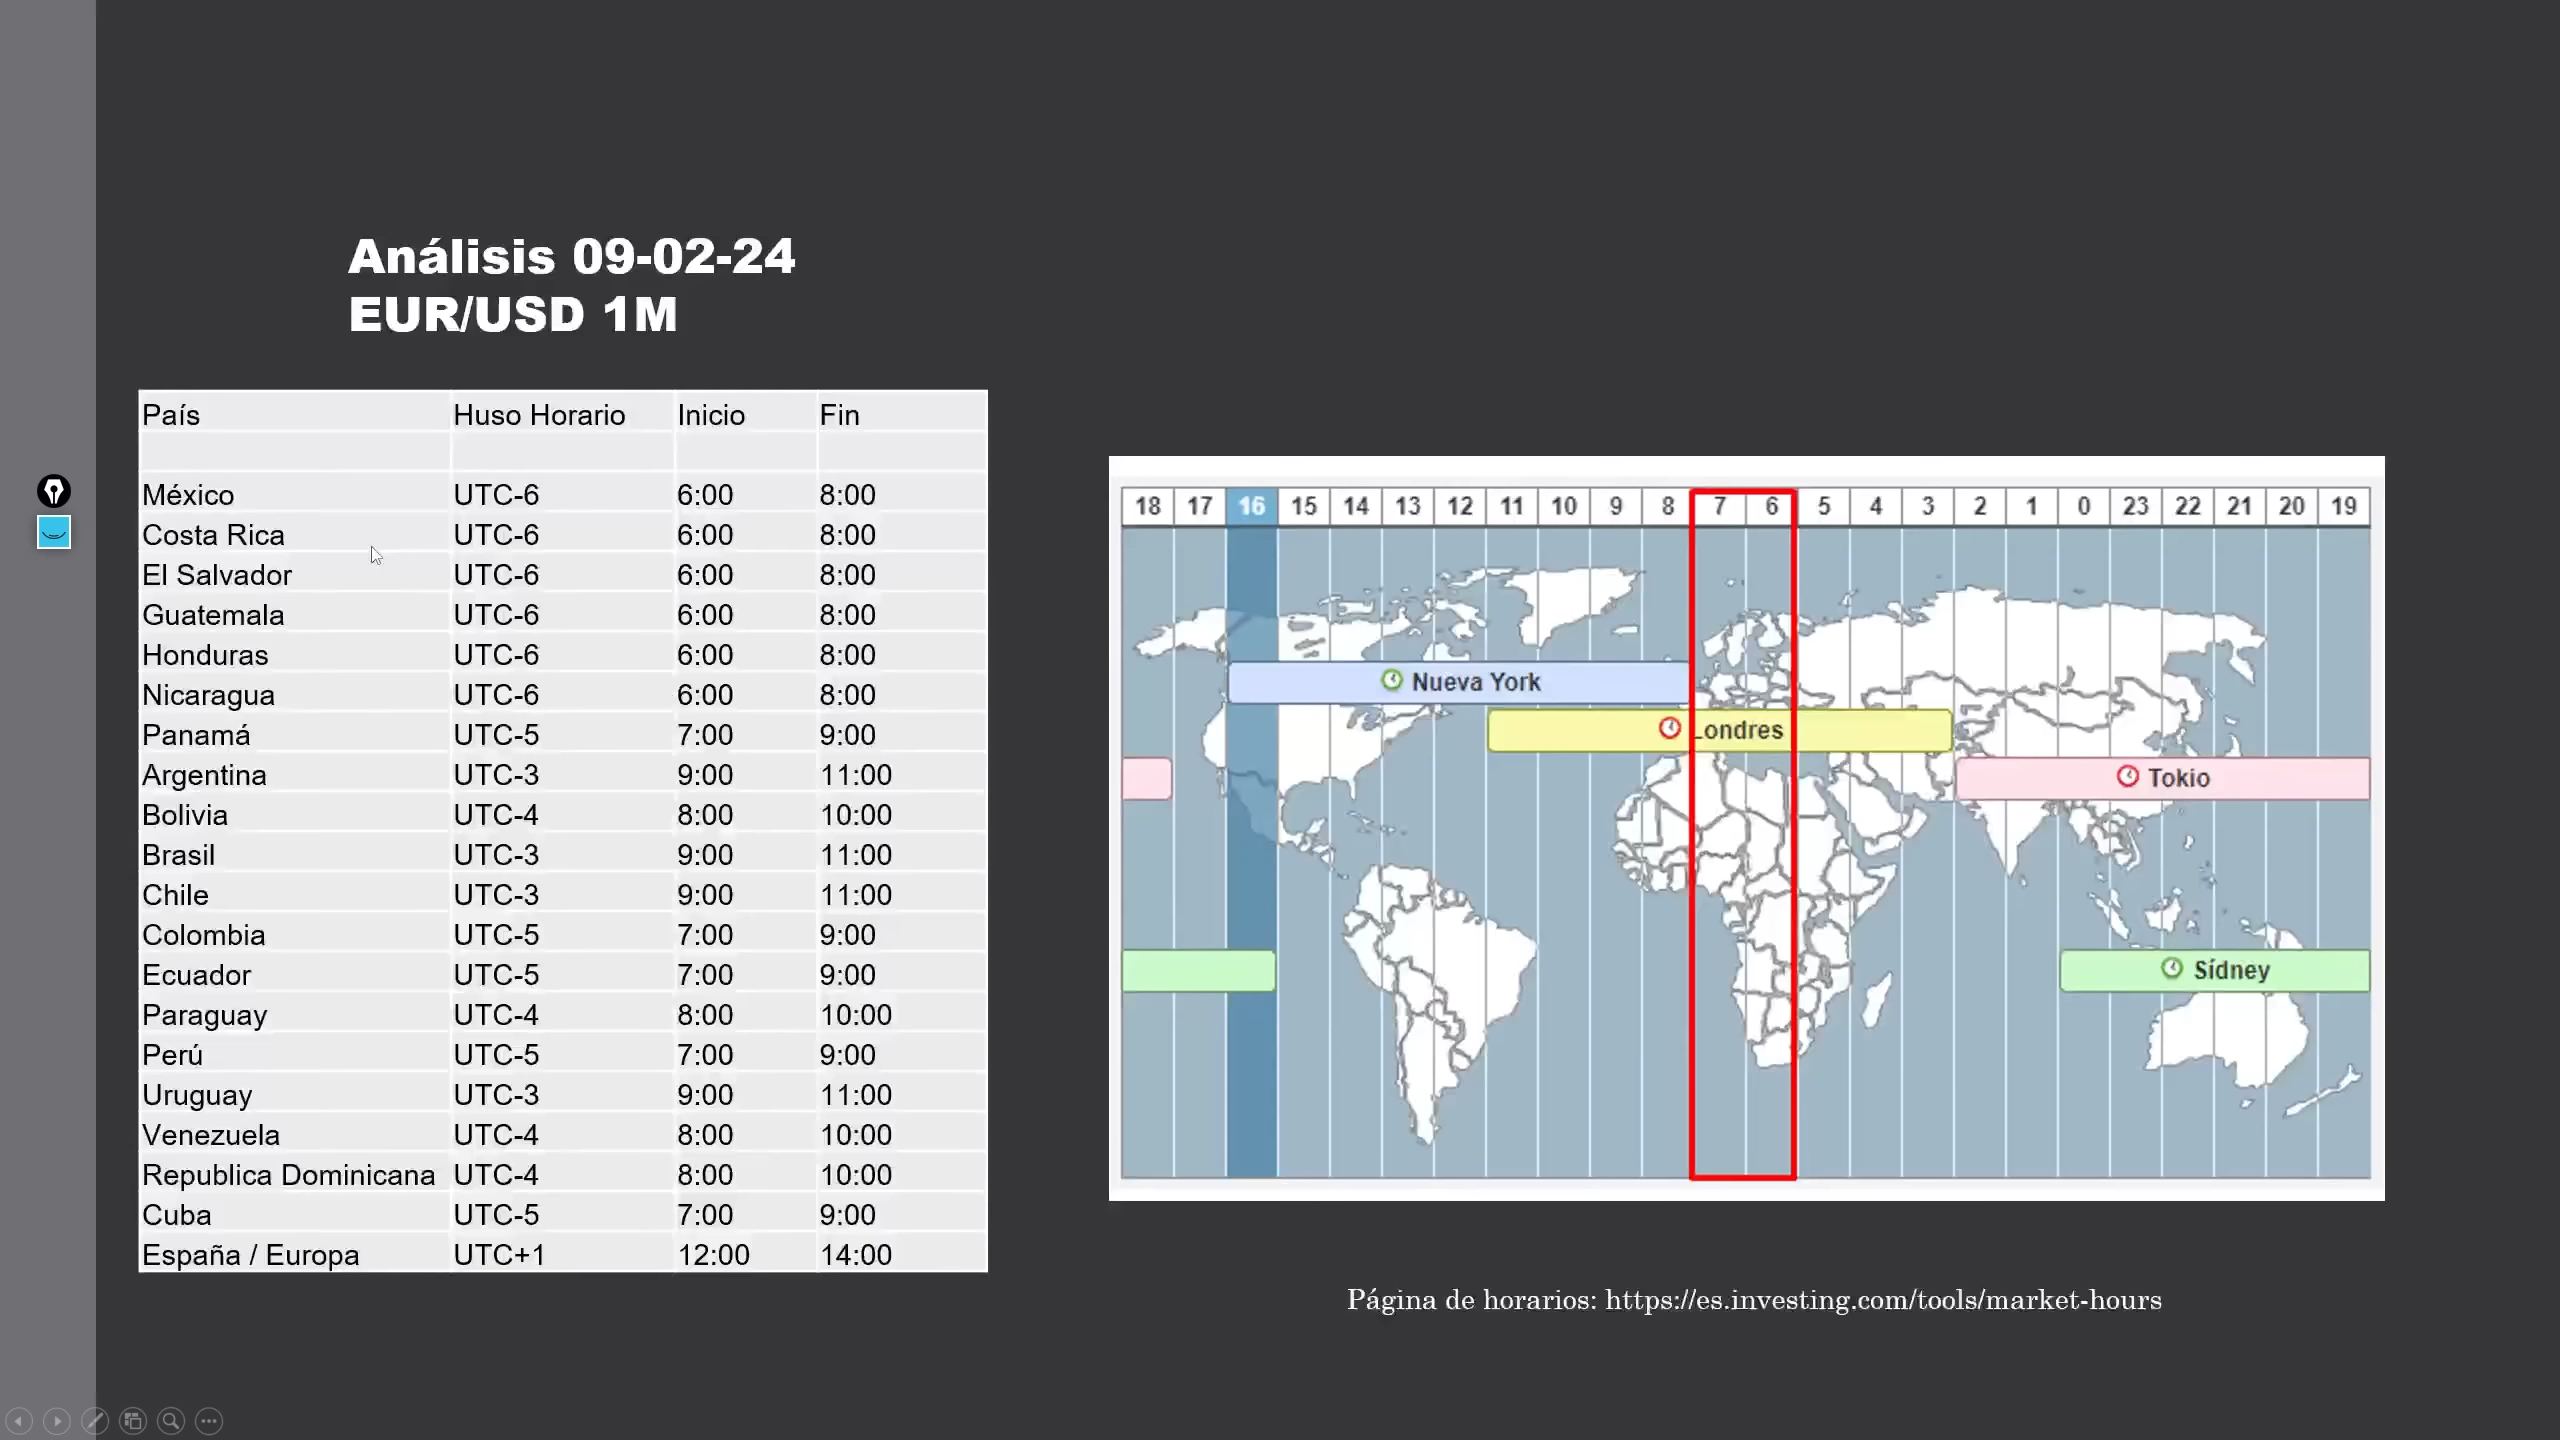 Análisis 09-02-24
EUR/USD 1M
País Huso Horario Inicio Fin
México UTC-6 6:00 8:00
Costa Rica UTC-6 6:00 8:00
El Salvador UTC-6 6:00 8:00
Guatemala UTC-6 6:00 8:00
Honduras UTC-6 6:00 8:00
Nicaragua UTC-6 6:00 8:00
Panamá UTC-5 7:00 9:00
Argentina UTC-3 9:00 11:00
Bolivia UTC-4 8:00 10:00
Brasil UTC-3 9:00 11:00
Chile UTC-3 9:00 11:00
Colombia UTC-5 7:00 9:00
Ecuador UTC-5 7:00 9:00
Paraguay UTC-4 8:00 10:00
Perú UTC-5 7:00 9:00
Uruguay UTC-3 9:00 11:00
Venezuela UTC-4 8:00 10:00
Republica Dominicana UTC-4 8:00 10:00
Cuba UTC-5 7:00 9:00
España / Europa UTC+1 12:00 14:00
18 17 16 15 14 13 12 11 10 9 8 7 6 5 4 3 2 1 0 23 22 21 20 19
Nueva York
Londres
Tokio
Sídney
Página de horarios: https://es.investing.com/tools/market-hours